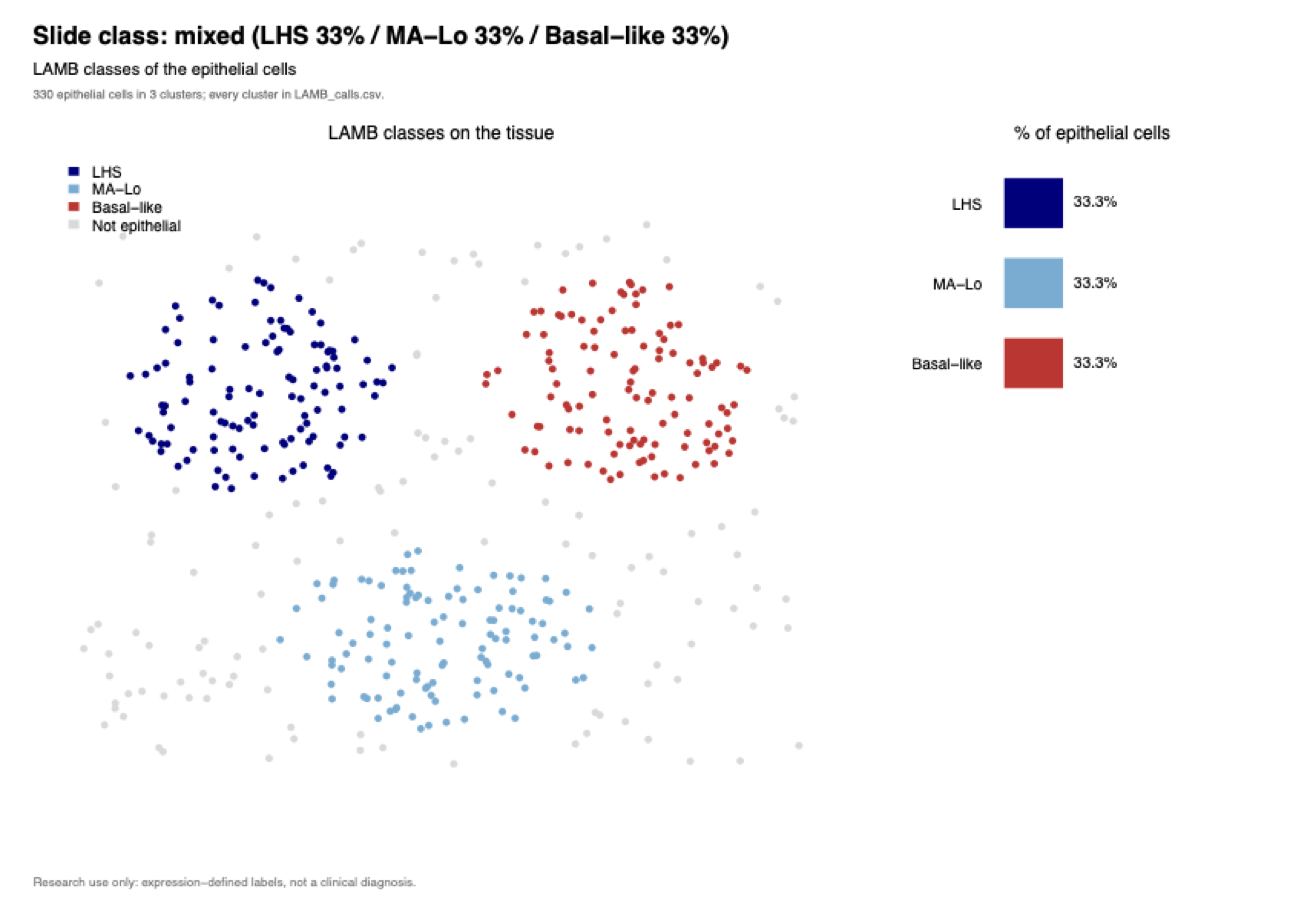 Slide class: mixed (LHS 33% / MA–Lo 33% / Basal–like 33%)
LAMB classes of the epithelial cells
330 epithelial cells in 3 clusters; every cluster in LAMB_calls.csv.
LAMB classes on the tissue
% of epithelial cells
LHS
MA–Lo
Basal–like
Not epithelial
LHS 33.3%
MA–Lo 33.3%
Basal–like 33.3%
Research use only: expression–defined labels, not a clinical diagnosis.